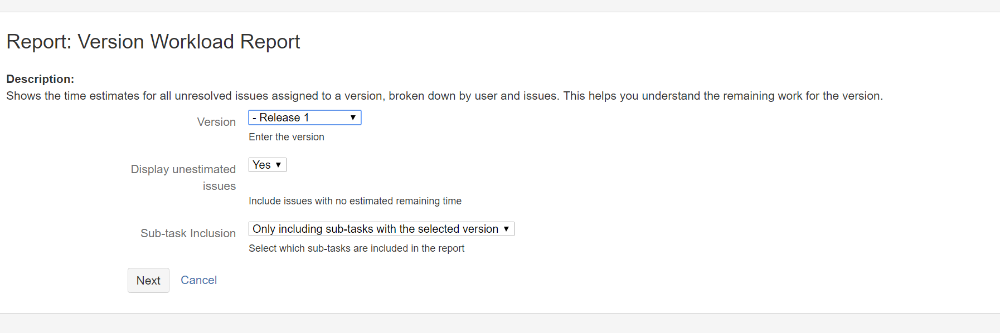 Report: Version Workload Report
Description:
Shows the time estimates for all unresolved issues assigned to a version, broken down by user and issues. This helps you understand the remaining work for the version.
Version - Release 1
Enter the version
Display unestimated issues Yes
Include issues with no estimated remaining time
Sub-task Inclusion Only including sub-tasks with the selected version
Select which sub-tasks are included in the report
Next Cancel